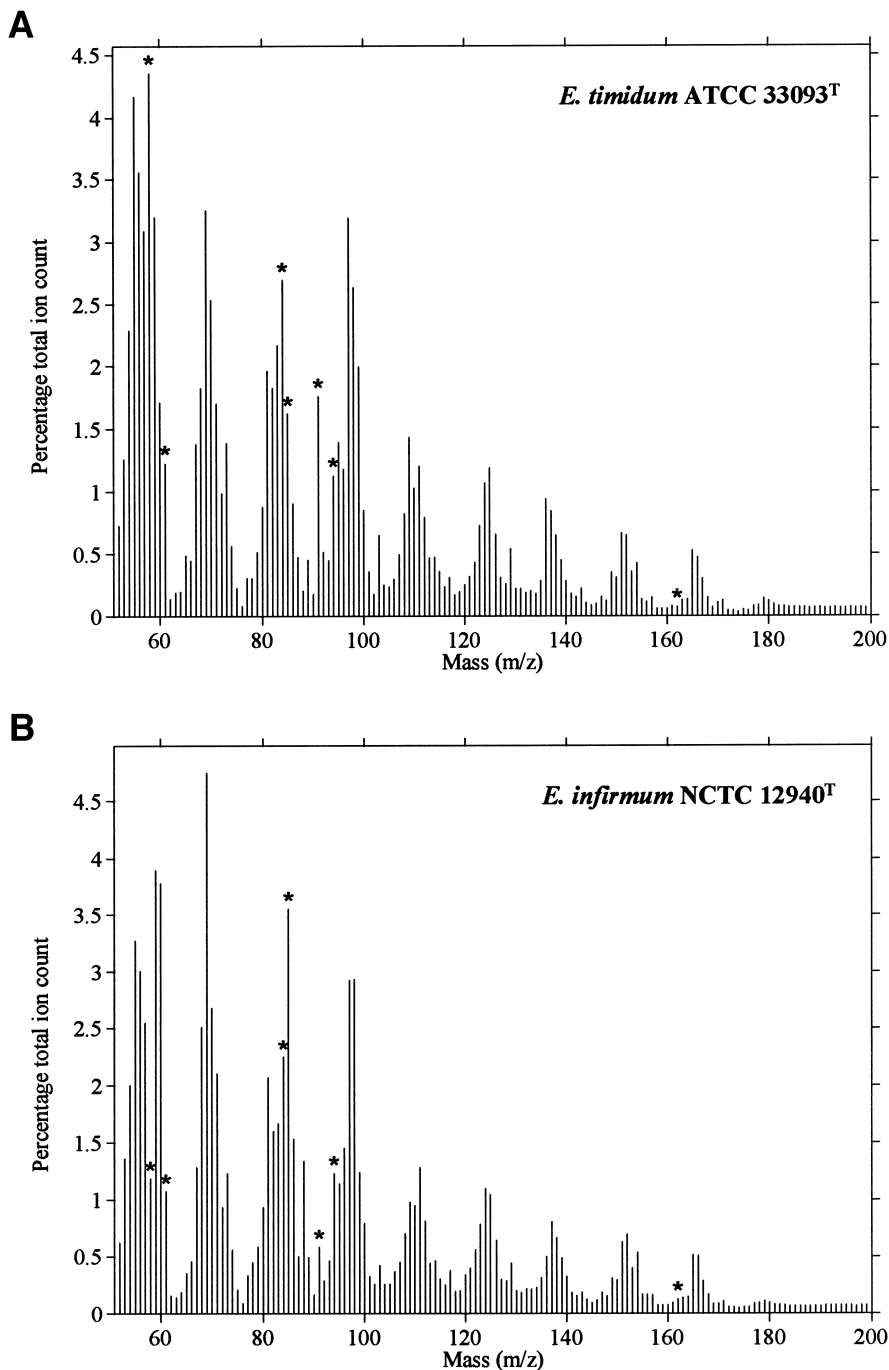 A
E. timidum ATCC 33093T
Percentage total ion count
4.5
4
3.5
3
2.5
2
1.5
1
0.5
0
* * * * * * * *
60 80 100 120 140 160 180 200
Mass (m/z)
B
E. infirmum NCTC 12940T
Percentage total ion count
4.5
4
3.5
3
2.5
2
1.5
1
0.5
0
* * * * * * *
60 80 100 120 140 160 180 200
Mass (m/z)